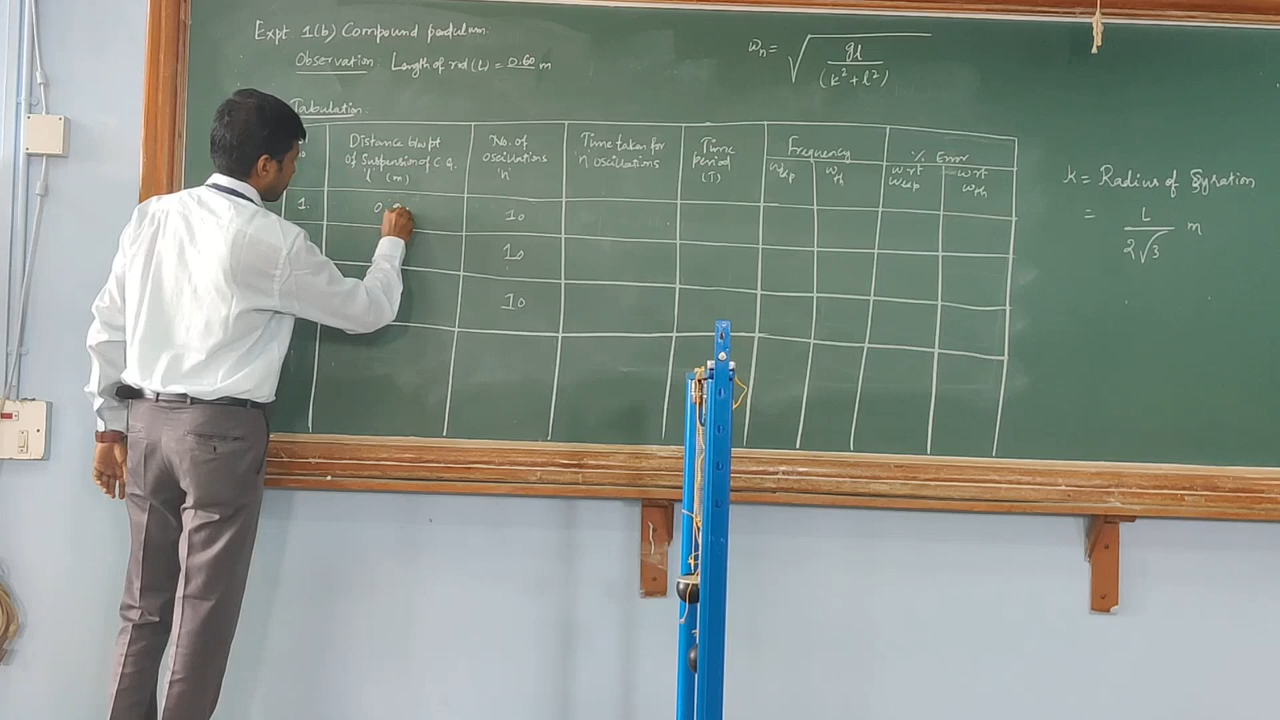 Expt 1(b) Compound pendulum.
Observation: Length of rod (L) = 0.60 m
ωn = √ gl / (k² + l²)
Tabulation:
Distance b/w pt of Suspension of C.G. 'l' (m)
No. of Oscillations 'n'
Time taken for 'n' oscillations
Time period (T)
Frequency
ωexp
ωth
% Error
w r t ωexp
w r t ωth
1.
0.
10
10
10
K = Radius of Gyration
= L / 2√3 m